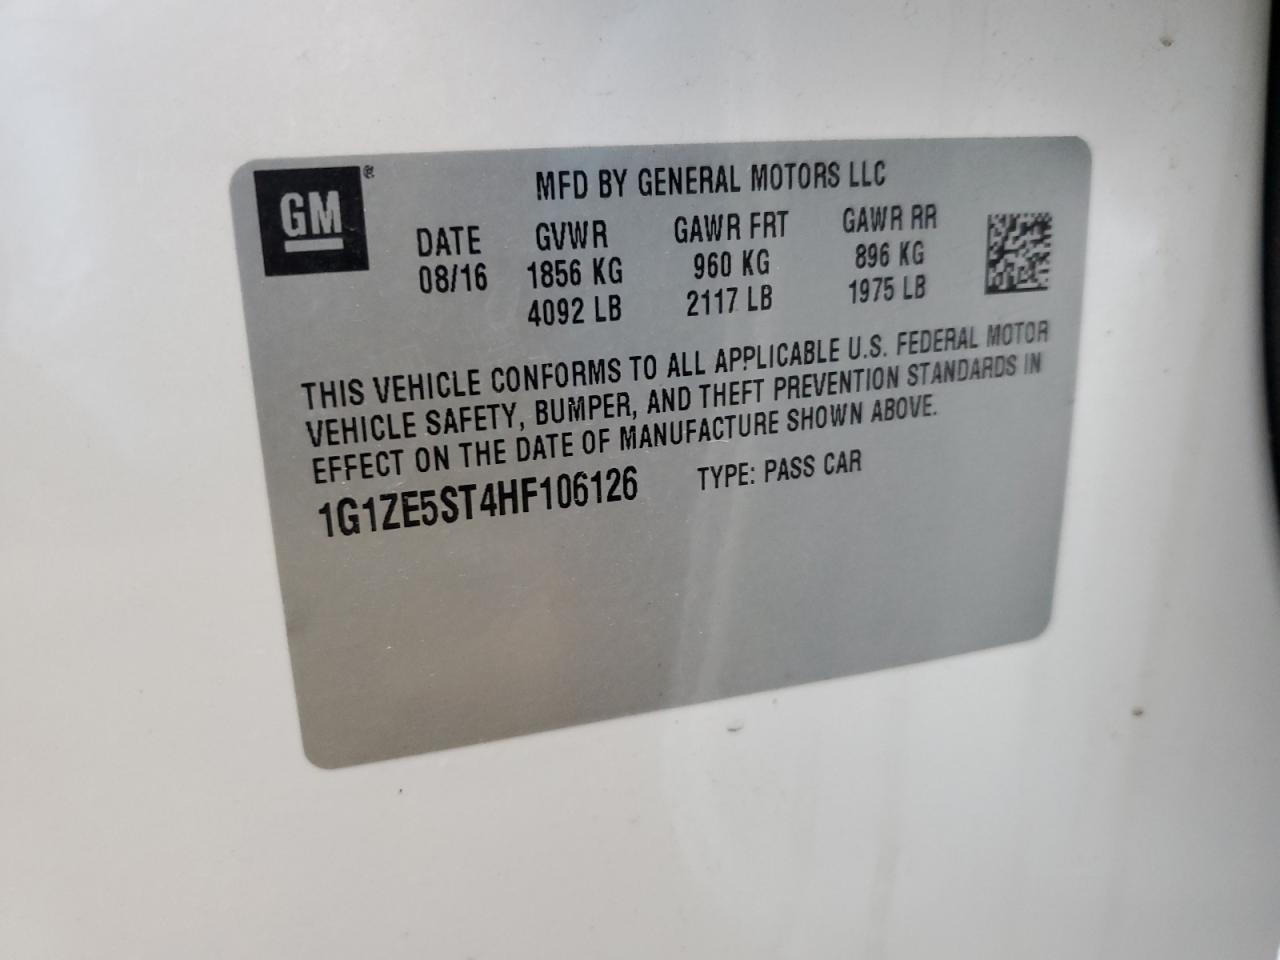 GM®
MFD BY GENERAL MOTORS LLC
DATE GVWR GAWR FRT GAWR RR
08/16 1856 KG 960 KG 896 KG
4092 LB 2117 LB 1975 LB
THIS VEHICLE CONFORMS TO ALL APPLICABLE U.S. FEDERAL MOTOR
VEHICLE SAFETY, BUMPER, AND THEFT PREVENTION STANDARDS IN
EFFECT ON THE DATE OF MANUFACTURE SHOWN ABOVE.
1G1ZE5ST4HF106126 TYPE: PASS CAR